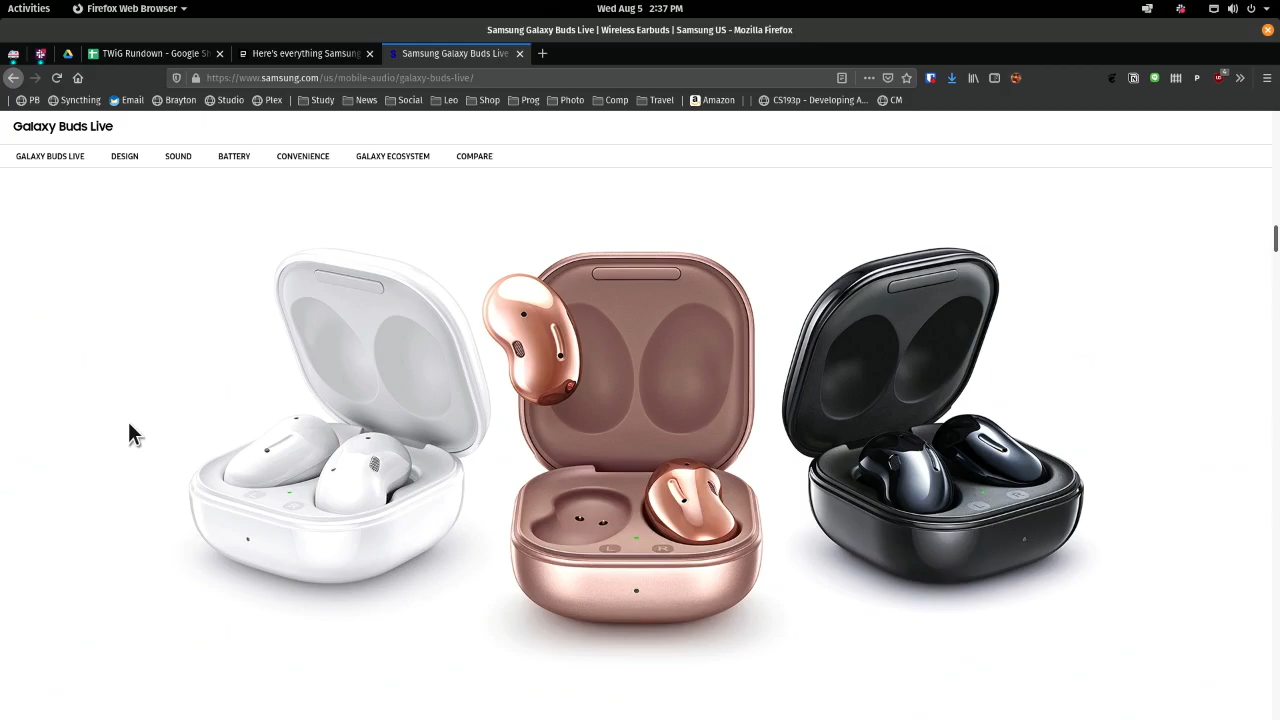 Activities
Firefox Web Browser
Wed Aug 5 2:37 PM
Samsung Galaxy Buds Live | Wireless Earbuds | Samsung US - Mozilla Firefox
TWiG Rundown - Google Sh
Here's everything Samsung
Samsung Galaxy Buds Live
https://www.samsung.com/us/mobile-audio/galaxy-buds-live/
PB Syncthing Email Brayton Studio Plex Study News Social Leo Shop Prog Photo Comp Travel Amazon CS193p - Developing A... CM
Galaxy Buds Live
GALAXY BUDS LIVE DESIGN SOUND BATTERY CONVENIENCE GALAXY ECOSYSTEM COMPARE
L R
L R